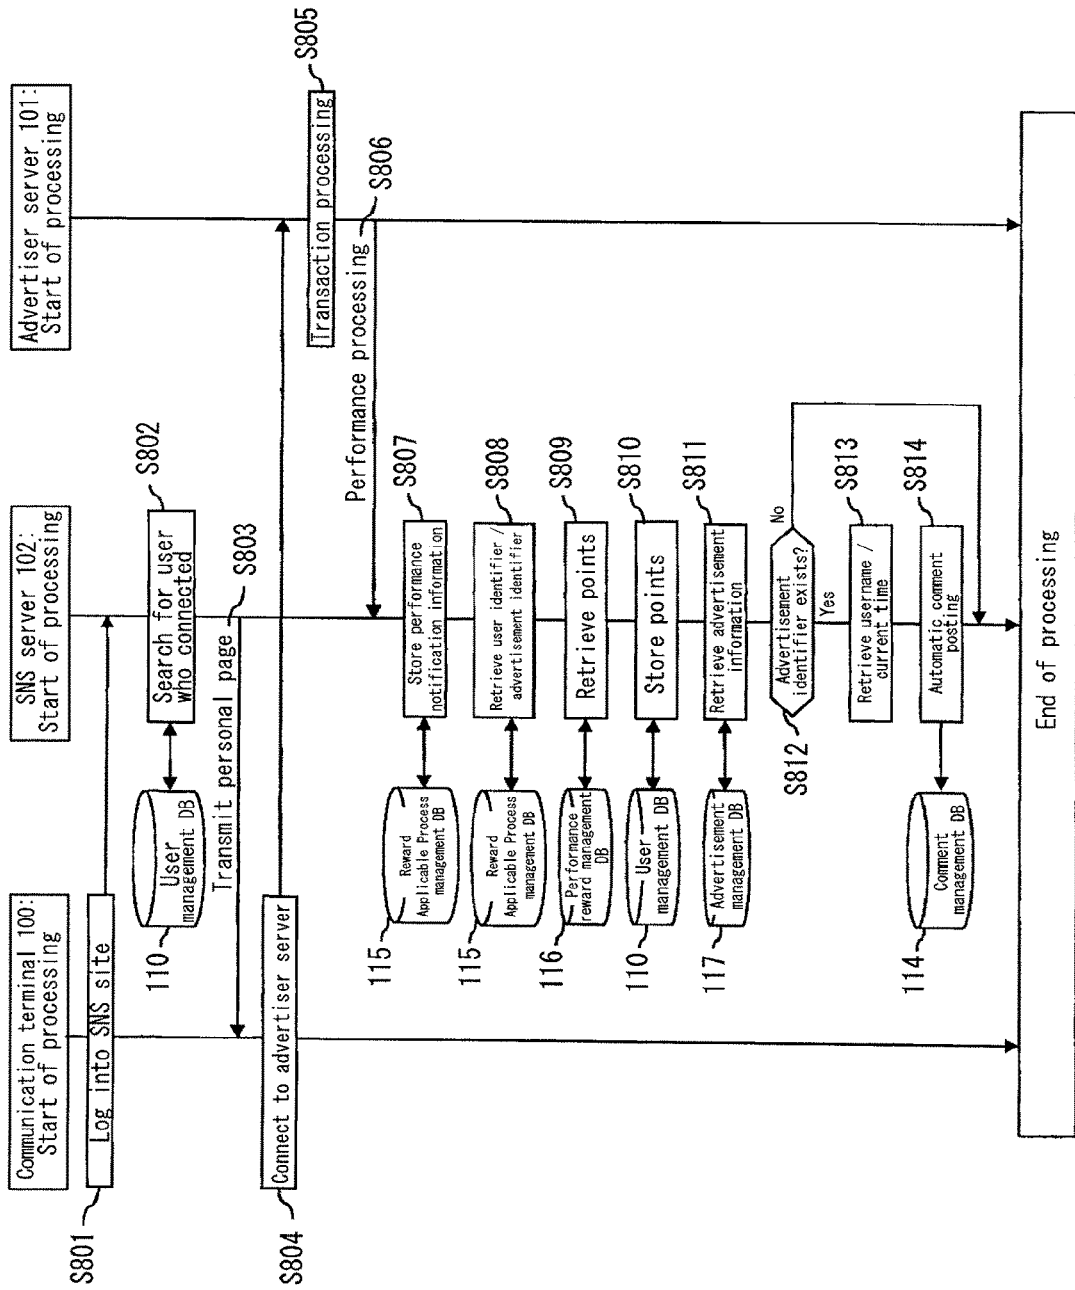 Communication terminal 100:
Start of processing
SNS server 102:
Start of processing
Advertiser server 101:
Start of processing
S801
Log into SNS site
110
User
management DB
Search for user
who connected
S802
Transmit personal page
S803
S804
Connect to advertiser server
Transaction processing
S805
Performance processing
S806
115
Reward
Applicable Process
management DB
Store performance
notification information
S807
115
Reward
Applicable Process
management DB
Retrieve user identifier /
advertisement identifier
S808
116
Performance
reward management
DB
Retrieve points
S809
110
User
management DB
Store points
S810
117
Advertisement
management DB
Retrieve advertisement
information
S811
S812
Advertisement
identifier exists?
No
Yes
Retrieve username /
current time
S813
114
Comment
management DB
Automatic comment
posting
S814
End of processing